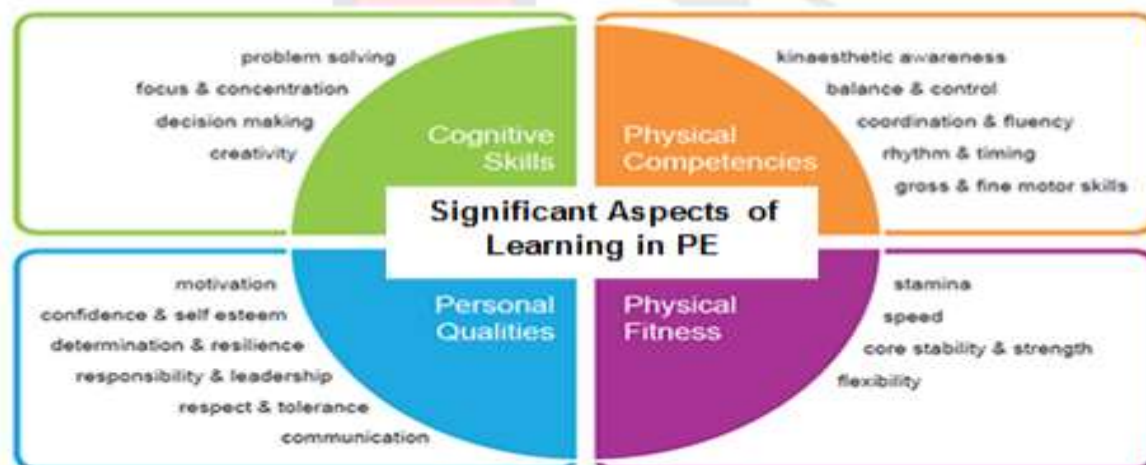 problem solving
focus & concentration
decision making
creativity
Cognitive
Skills
kinaesthetic awareness
balance & control
coordination & fluency
rhythm & timing
gross & fine motor skills
Physical
Competencies
Significant Aspects of
Learning in PE
motivation
confidence & self esteem
determination & resilience
responsibility & leadership
respect & tolerance
communication
Personal
Qualities
Physical
Fitness
stamina
speed
core stability & strength
flexibility